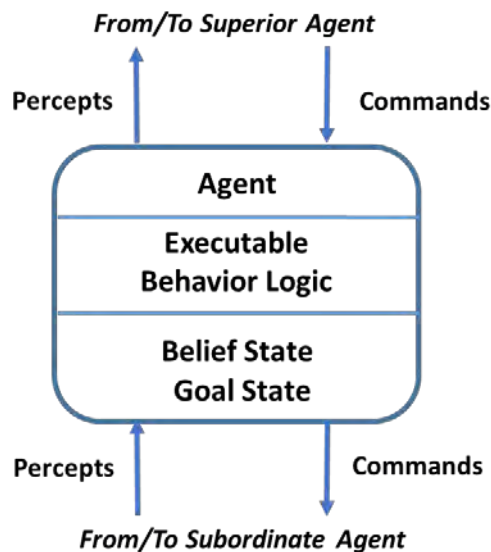 From/To Superior Agent
Percepts
Commands
Agent
Executable
Behavior Logic
Belief State
Goal State
Percepts
Commands
From/To Subordinate Agent